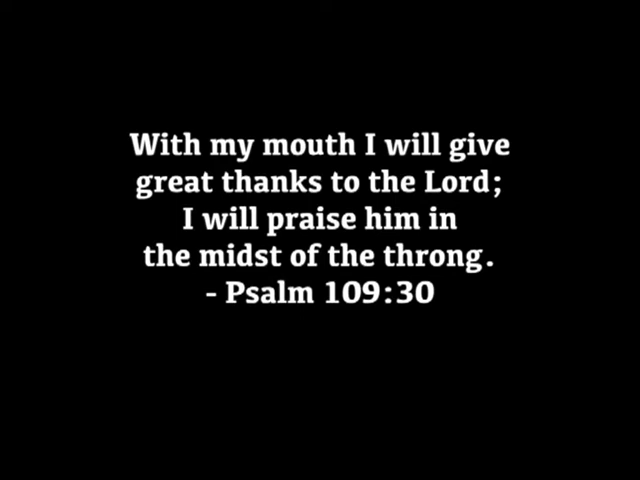 With my mouth I will give
great thanks to the Lord;
I will praise him in
the midst of the throng.
- Psalm 109:30